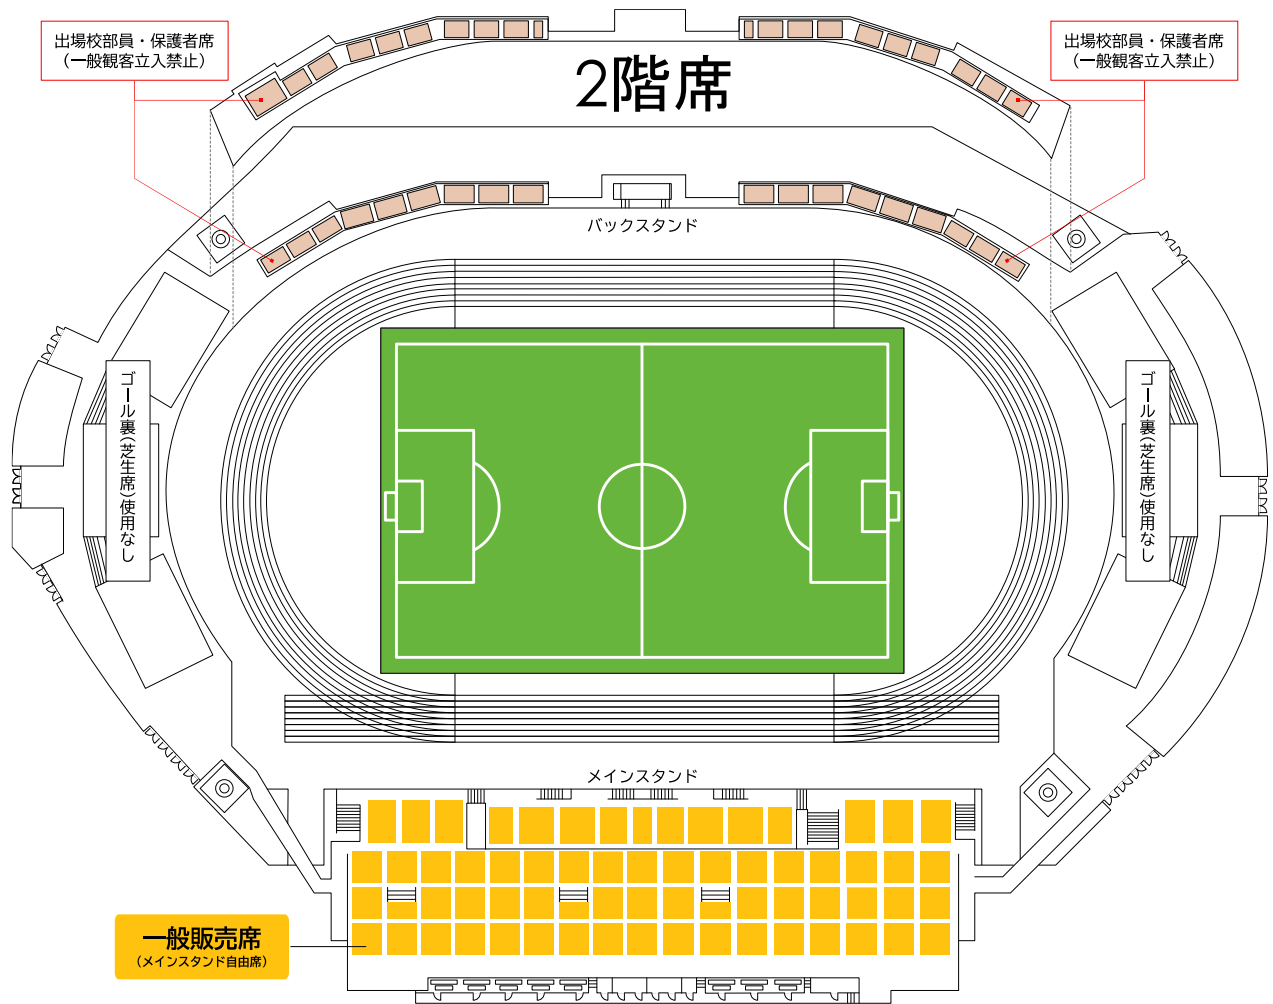 出場校部員・保護者席
（一般観客立入禁止）
出場校部員・保護者席
（一般観客立入禁止）
2階席
バックスタンド
ゴール裏(芝生席)使用なし
ゴール裏(芝生席)使用なし
メインスタンド
一般販売席
（メインスタンド自由席）